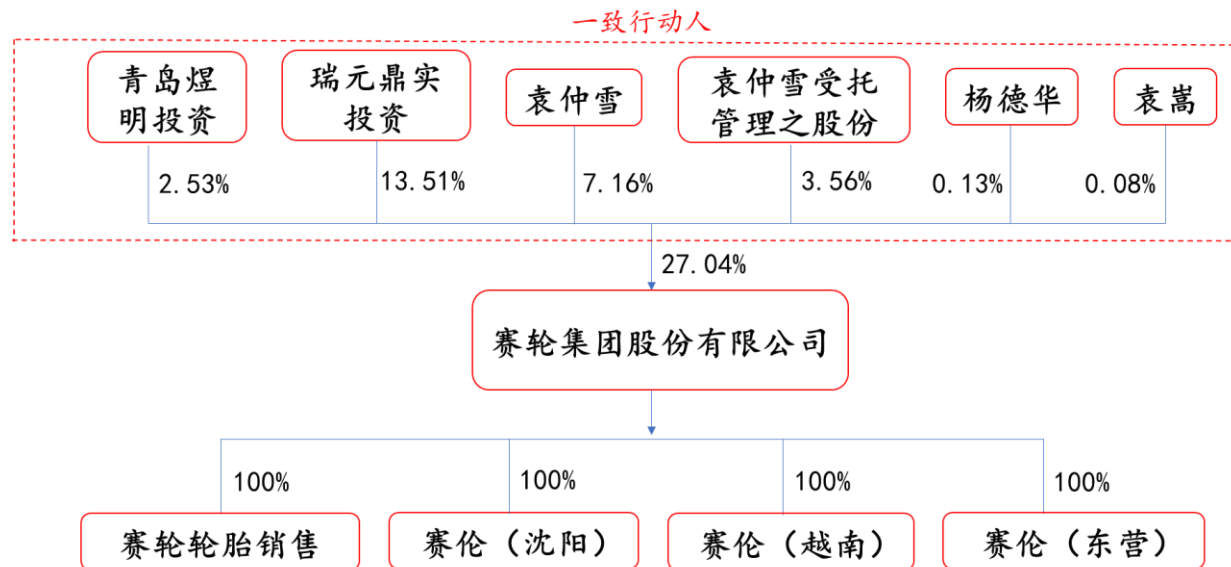 一致行动人
青岛煜
明投资
瑞元鼎实
投资
袁仲雪
袁仲雪受托
管理之股份
杨德华
袁嵩
2.53%
13.51%
7.16%
3.56%
0.13%
0.08%
27.04%
赛轮集团股份有限公司
100%
100%
100%
100%
赛轮轮胎销售
赛伦（沈阳）
赛伦（越南）
赛伦（东营）